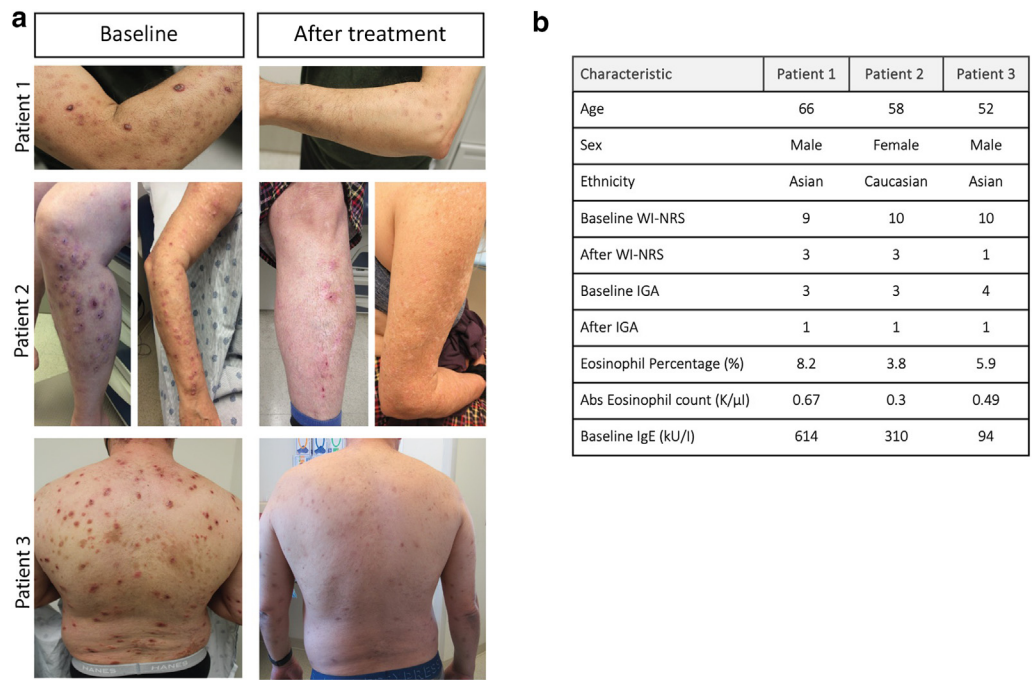 a
Baseline After treatment
Patient 1
Patient 2
Patient 3
HANES HANES
b
Characteristic Patient 1 Patient 2 Patient 3
Age 66 58 52
Sex Male Female Male
Ethnicity Asian Caucasian Asian
Baseline WI-NRS 9 10 10
After WI-NRS 3 3 1
Baseline IGA 3 3 4
After IGA 1 1 1
Eosinophil Percentage (%) 8.2 3.8 5.9
Abs Eosinophil count (K/µl) 0.67 0.3 0.49
Baseline IgE (kU/l) 614 310 94